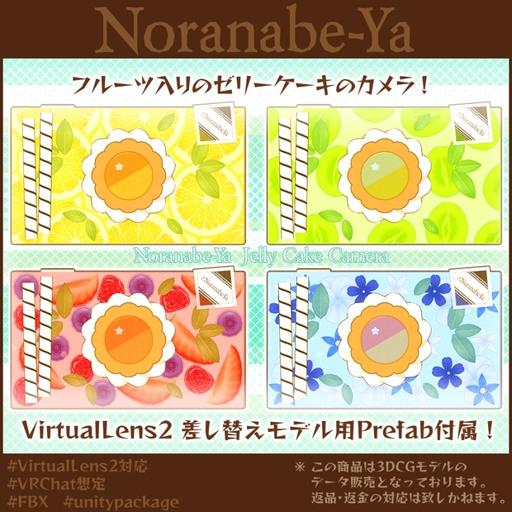 Noranabe-Ya
フルーツ入りのゼリーケーキのカメラ！
Noranabe-Ya Jelly Cake Camera
VirtualLens2 差し替えモデル用Prefab付属！
#VirtualLens2対応
#VRChat想定
#FBX #unitypackage
※ この商品は3DCGモデルの
データ販売となっております。
返品・返金の対応は致しかねます。